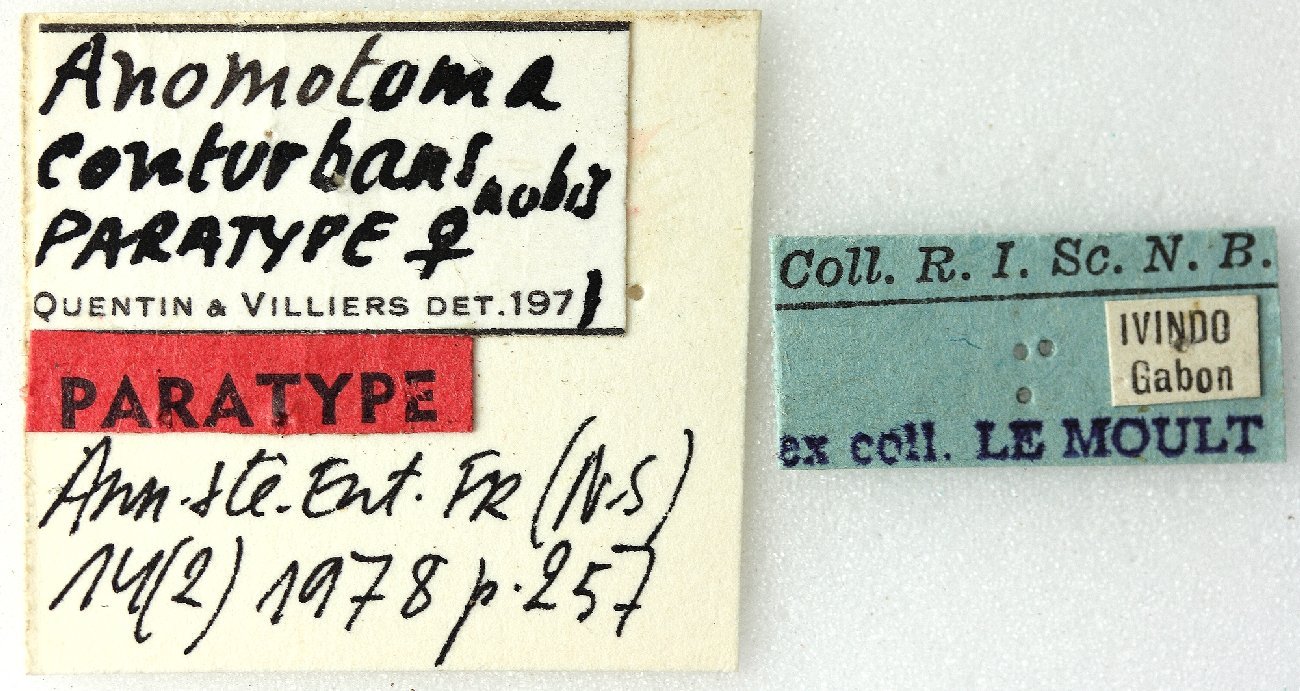 Anomotoma
conturbans nobis
PARATYPE ♀
QUENTIN & VILLIERS DET. 197
PARATYPE
Ann. Ste. Ent. FR (N.S)
14(2) 1978 p. 257
Coll. R. I. Sc. N. B.
IVINDO
Gabon
ex coll. LE MOULT